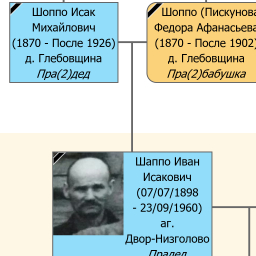 Шоппо Исак
Михайлович
(1870 - После 1926)
д. Глебовщина
Пра(2)дед
Шоппо (Пискунова
Федора Афанасьева
(1870 - После 1902)
д. Глебовщина
Пра(2)бабушка
Шаппо Иван
Исакович
(07/07/1898
- 23/09/1960)
аг.
Двор-Низголово
Прадед